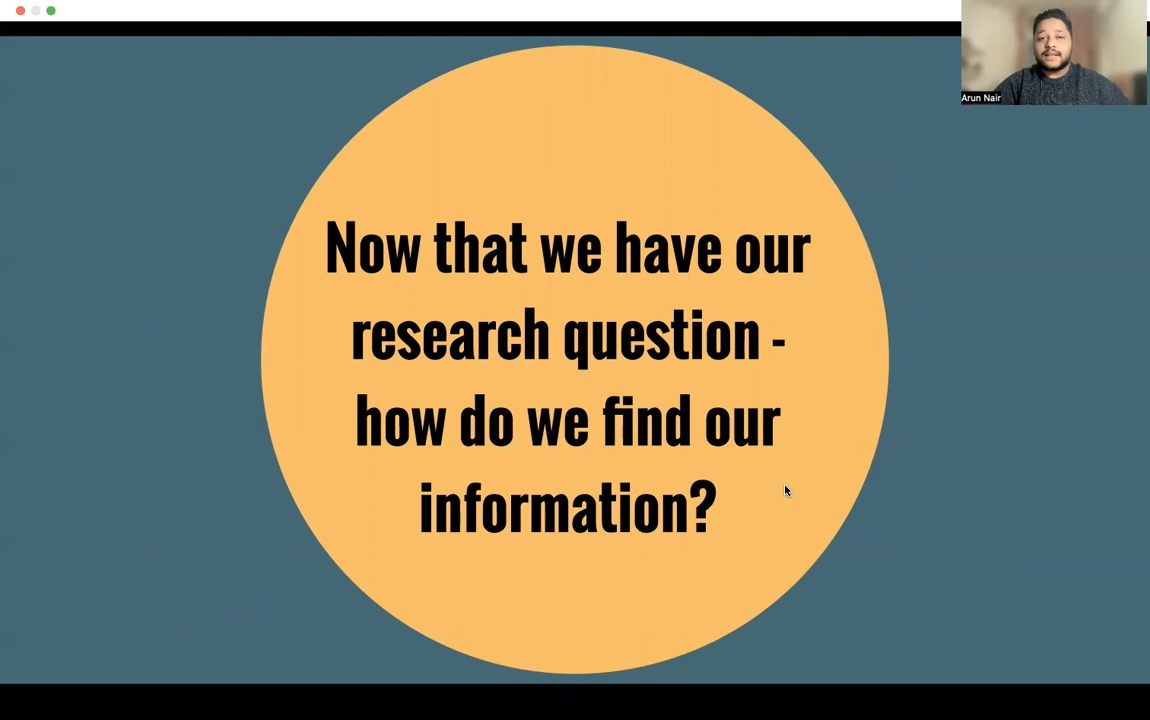 Arun Nair
Now that we have our
research question -
how do we find our
information?